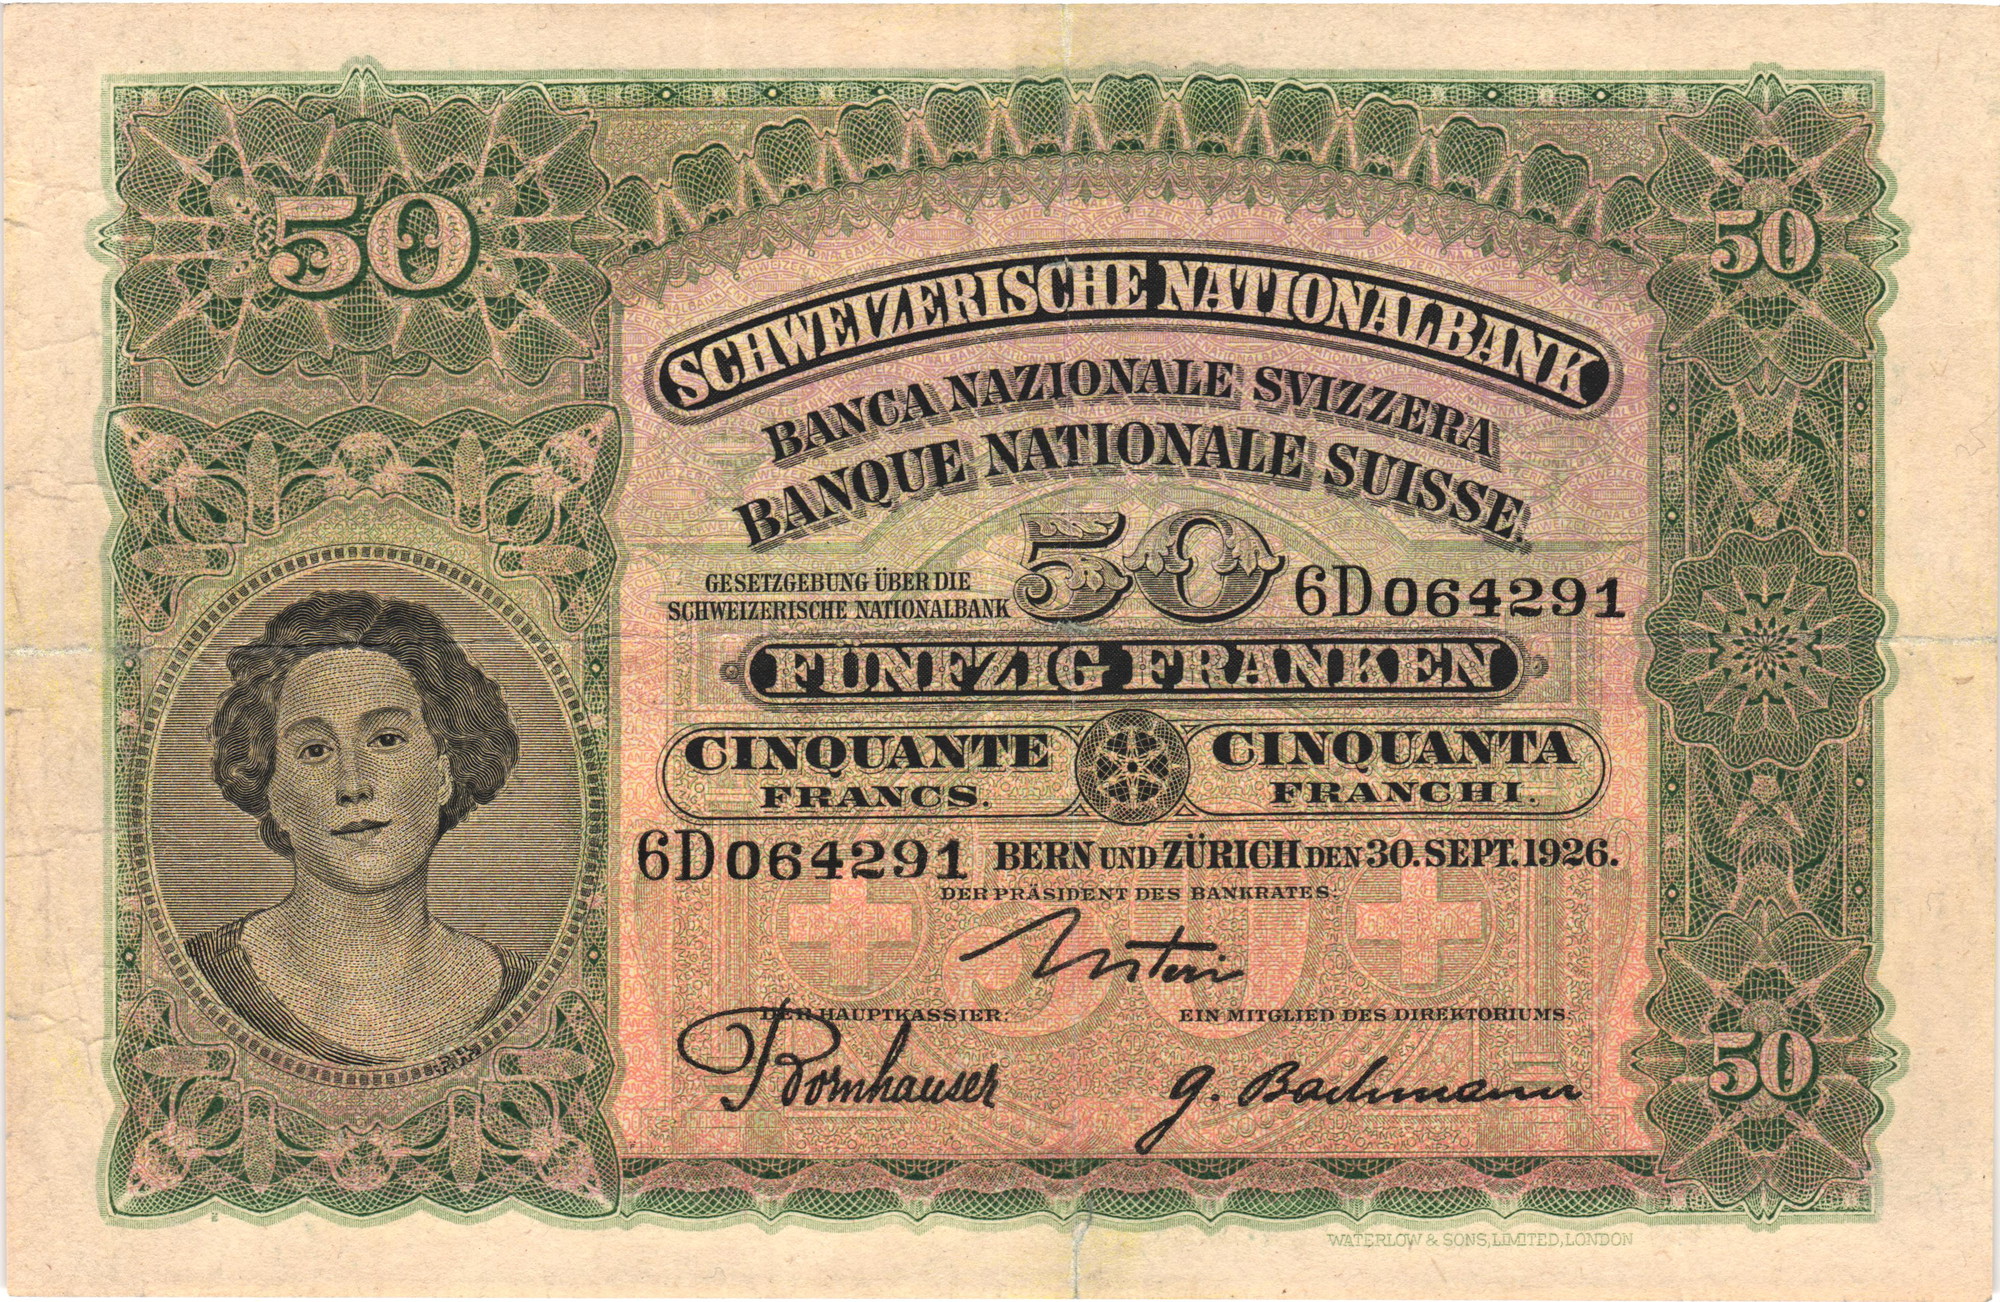 50
50
SCHWEIZERISCHE NATIONALBANK
BANCA NAZIONALE SVIZZERA
BANQUE NATIONALE SUISSE.
GESETZGEBUNG ÜBER DIE
SCHWEIZERISCHE NATIONALBANK
50
6D064291
FÜNFZIG FRANKEN
CINQUANTE
FRANCS.
CINQUANTA
FRANCHI.
6D064291
BERN UND ZÜRICH DEN 30. SEPT. 1926.
DER PRÄSIDENT DES BANKRATES:
Usteri
DER HAUPTKASSIER:
EIN MITGLIED DES DIREKTORIUMS:
Bornhauser
G. Bachmann
50
WATERLOW & SONS, LIMITED, LONDON